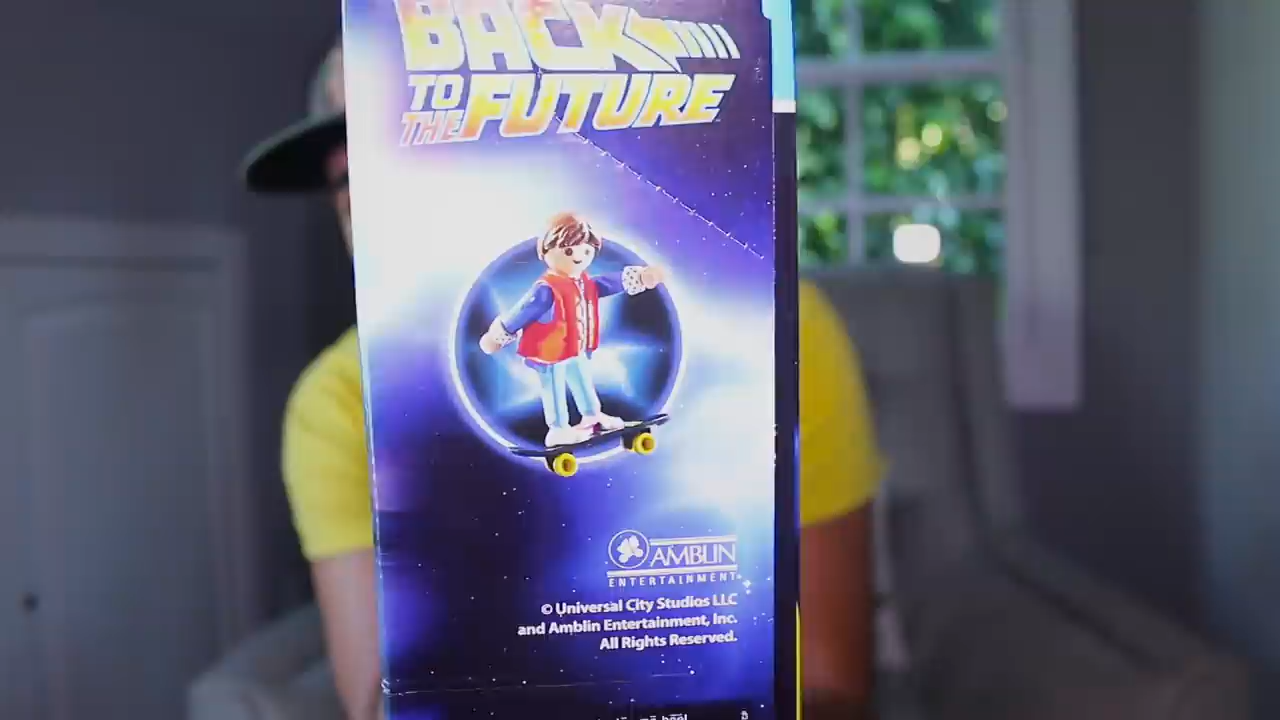 BACK
TO
THE FUTURE
AMBLIN
ENTERTAINMENT
© Universal City Studios LLC
and Amblin Entertainment, Inc.
All Rights Reserved.